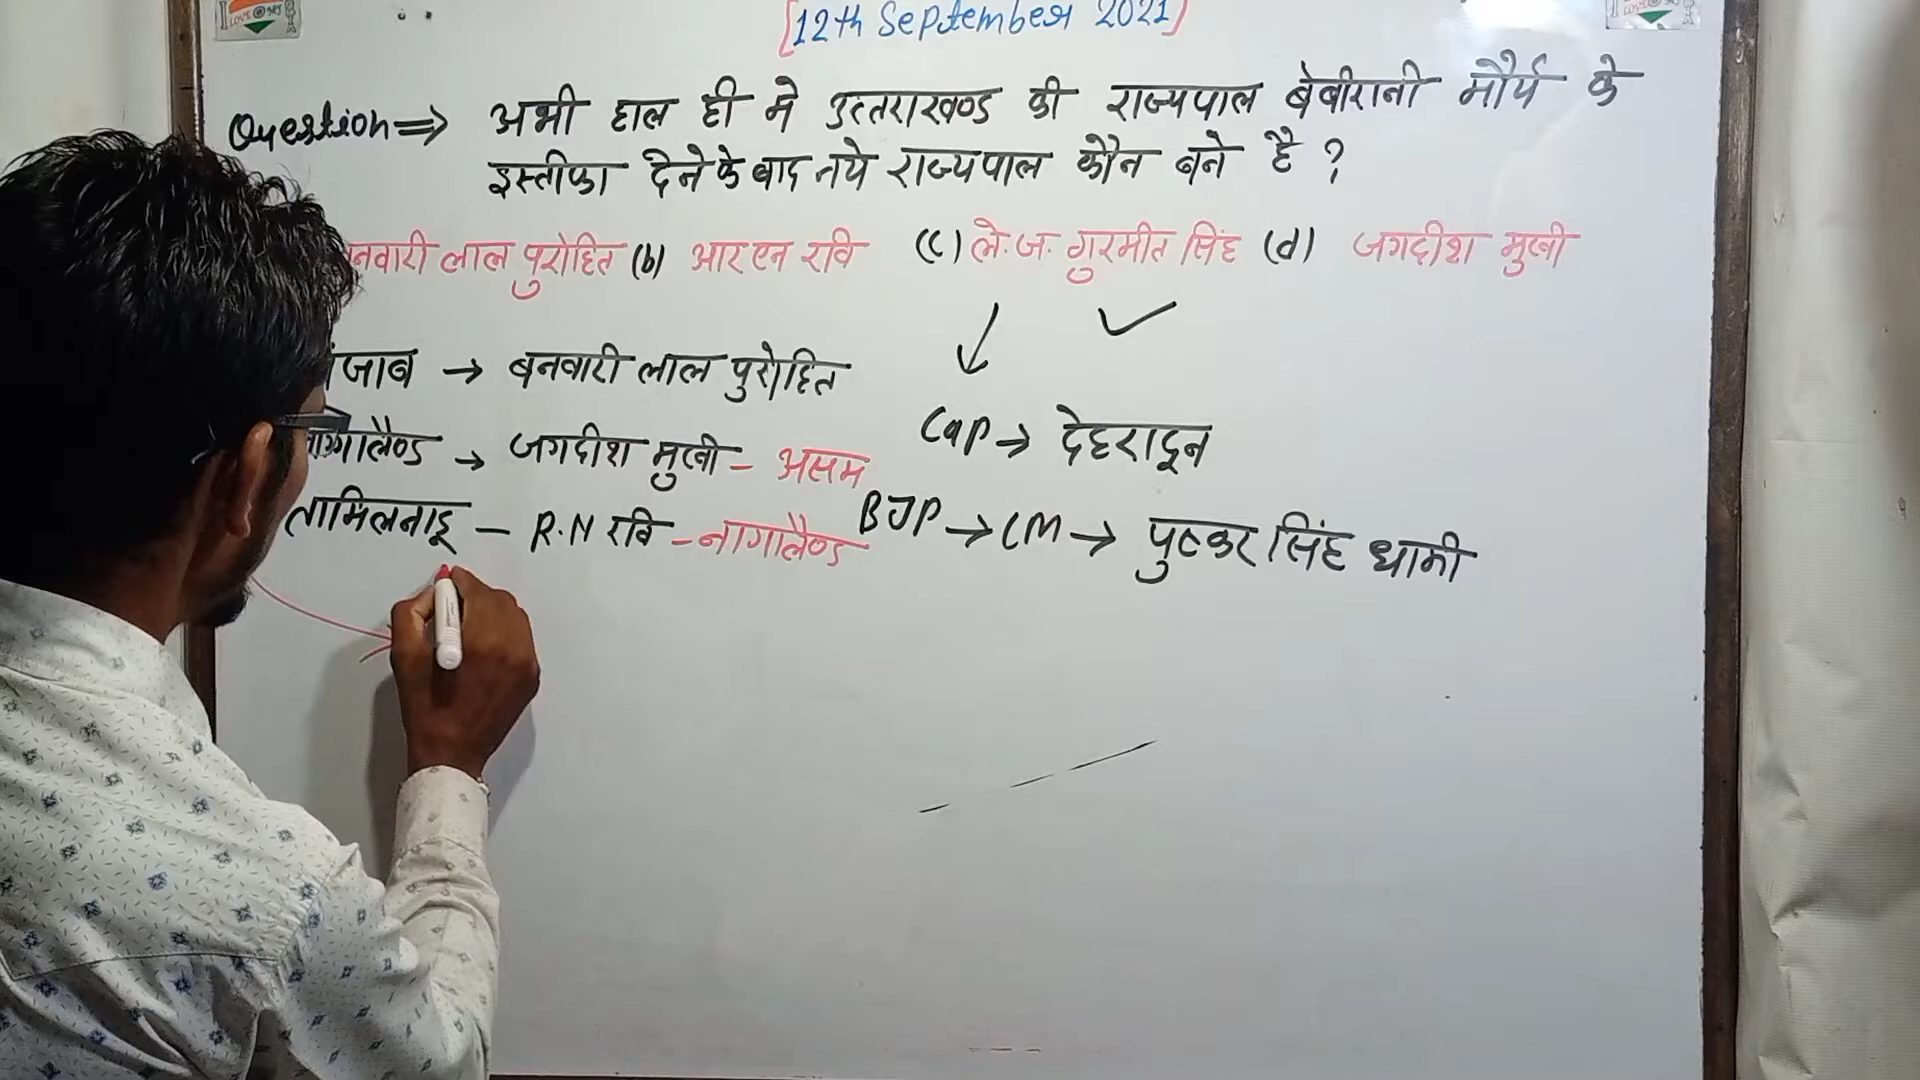 [12th September 2021]
Question⇒ अभी हाल ही मे उत्तराखण्ड की राज्यपाल बेबीरानी मौर्य के
इस्तीफा देने के बाद नये राज्यपाल कौन बने है ?
नवारी लाल पुरोहित (b) आर एन रवि (c) ले. ज. गुरमीत सिंह (d) जगदीश मुखी
ंजाब → बनवारी लाल पुरोहित
Cap → देहरादून
ागालैण्ड → जगदीश मुखी - असम
तामिलनाडू - R.N रवि - नागालैण्ड
BJP → CM → पुष्कर सिंह धामी